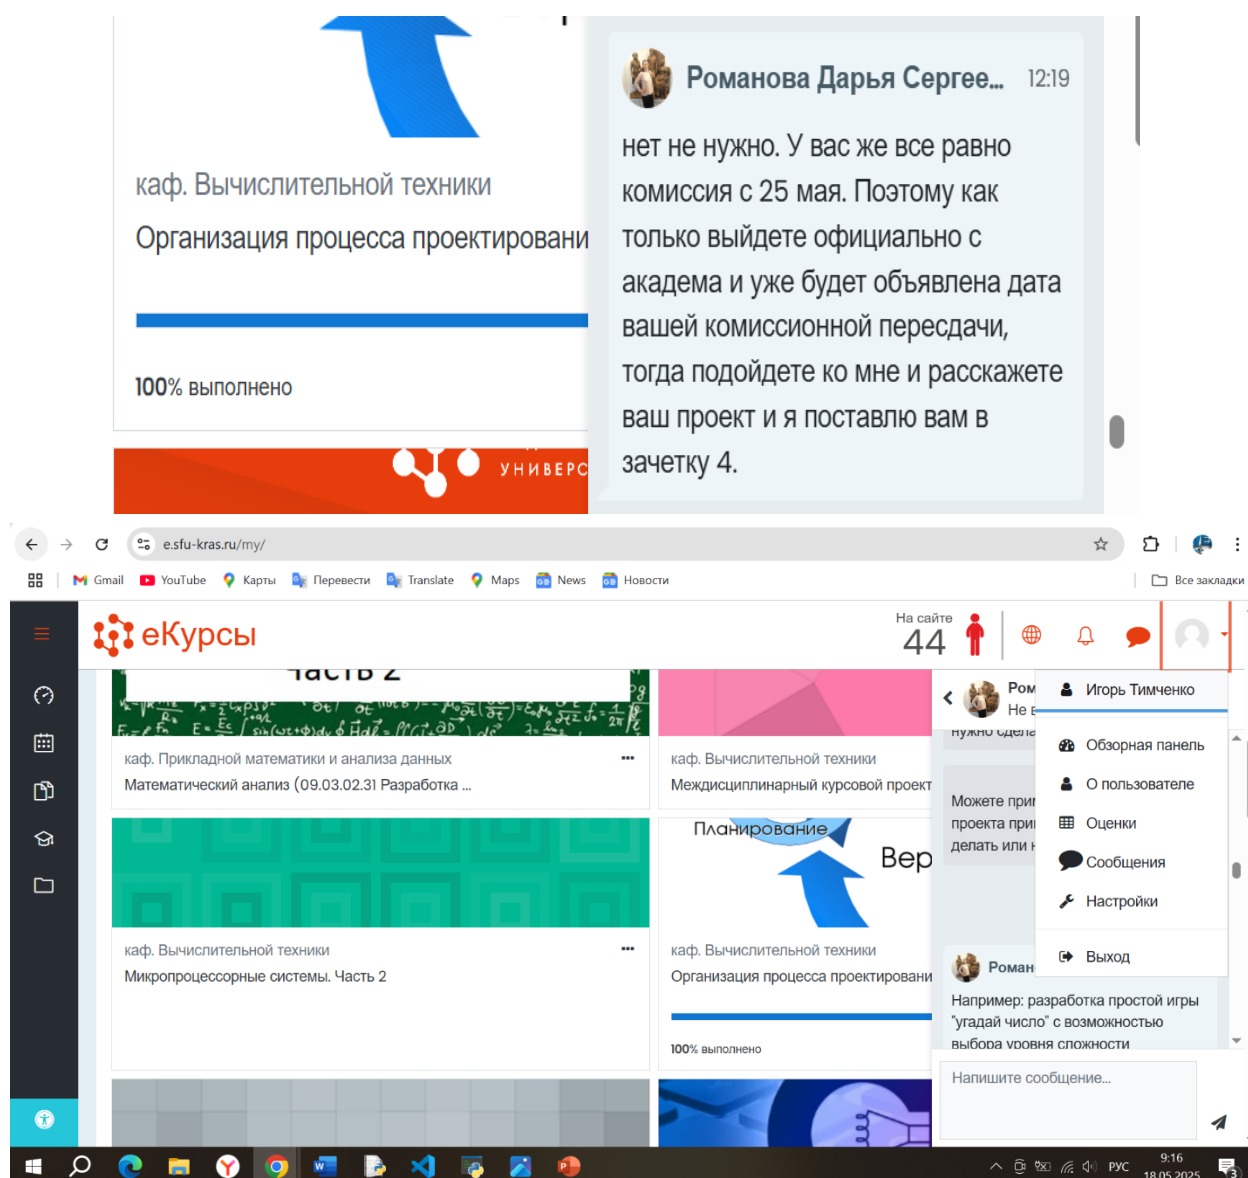 Романова Дарья Сергее... 12:19
нет не нужно. У вас же все равно
комиссия с 25 мая. Поэтому как
только выйдете официально с
академа и уже будет объявлена дата
вашей комиссионной пересдачи,
тогда подойдете ко мне и расскажете
ваш проект и я поставлю вам в
зачетку 4.
каф. Вычислительной техники
Организация процесса проектировани
100% выполнено
УНИВЕРС
e.sfu-kras.ru/my/
Gmail YouTube Карты Перевести Translate Maps News Новости Все закладки
еКурсы
На сайте
44
Часть 2
каф. Прикладной математики и анализа данных
Математический анализ (09.03.02.31 Разработка ...
каф. Вычислительной техники
Междисциплинарный курсовой проект
каф. Вычислительной техники
Микропроцессорные системы. Часть 2
Планирование
Вер
каф. Вычислительной техники
Организация процесса проектировани
100% выполнено
Ром
Не в
нужно сдела
Можете при
проекта при
делать или н
Роман
Например: разработка простой игры
"угадай число" с возможностью
выбора уровня сложности
Напишите сообщение...
Игорь Тимченко
Обзорная панель
О пользователе
Оценки
Сообщения
Настройки
Выход
РУС
9:16
18.05.2025
3